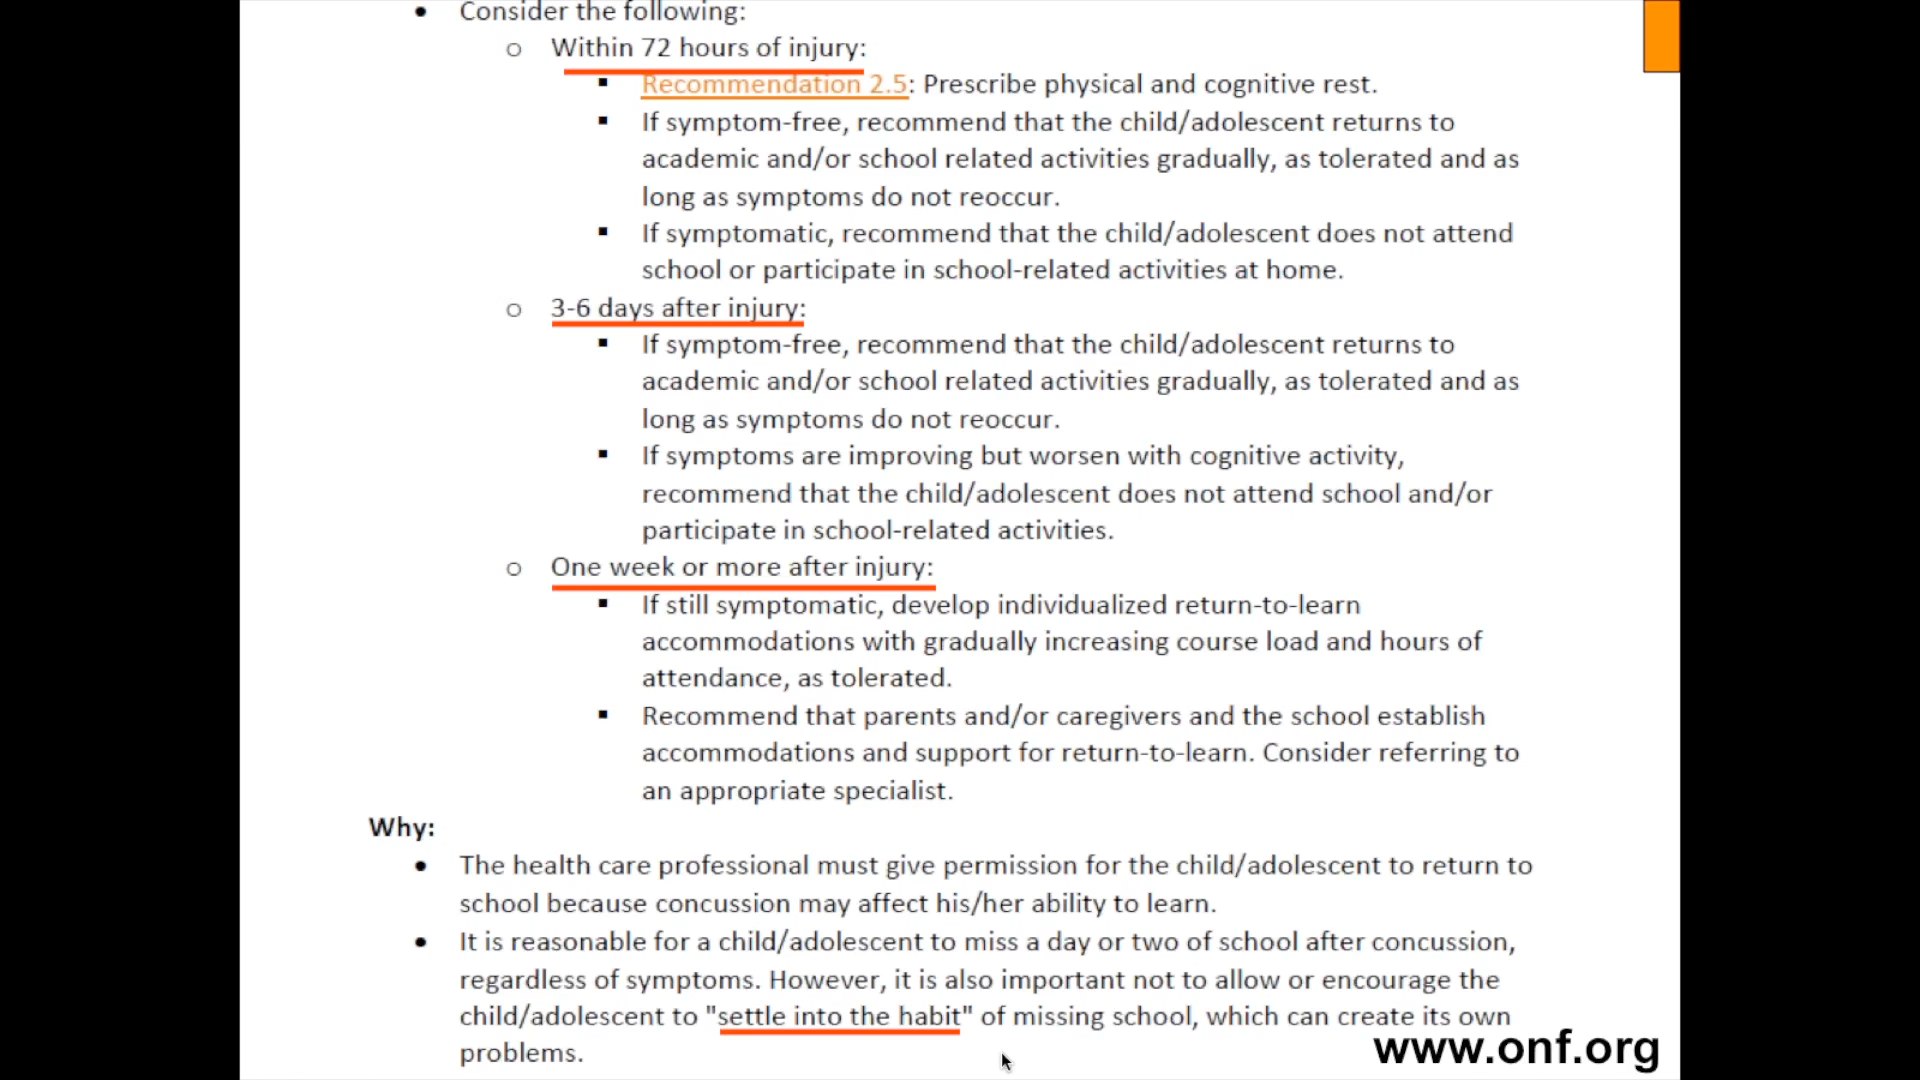 • Consider the following:
o Within 72 hours of injury:
▪ Recommendation 2.5: Prescribe physical and cognitive rest.
▪ If symptom-free, recommend that the child/adolescent returns to
academic and/or school related activities gradually, as tolerated and as
long as symptoms do not reoccur.
▪ If symptomatic, recommend that the child/adolescent does not attend
school or participate in school-related activities at home.
o 3-6 days after injury:
▪ If symptom-free, recommend that the child/adolescent returns to
academic and/or school related activities gradually, as tolerated and as
long as symptoms do not reoccur.
▪ If symptoms are improving but worsen with cognitive activity,
recommend that the child/adolescent does not attend school and/or
participate in school-related activities.
o One week or more after injury:
▪ If still symptomatic, develop individualized return-to-learn
accommodations with gradually increasing course load and hours of
attendance, as tolerated.
▪ Recommend that parents and/or caregivers and the school establish
accommodations and support for return-to-learn. Consider referring to
an appropriate specialist.
Why:
• The health care professional must give permission for the child/adolescent to return to
school because concussion may affect his/her ability to learn.
• It is reasonable for a child/adolescent to miss a day or two of school after concussion,
regardless of symptoms. However, it is also important not to allow or encourage the
child/adolescent to "settle into the habit" of missing school, which can create its own
problems.
www.onf.org